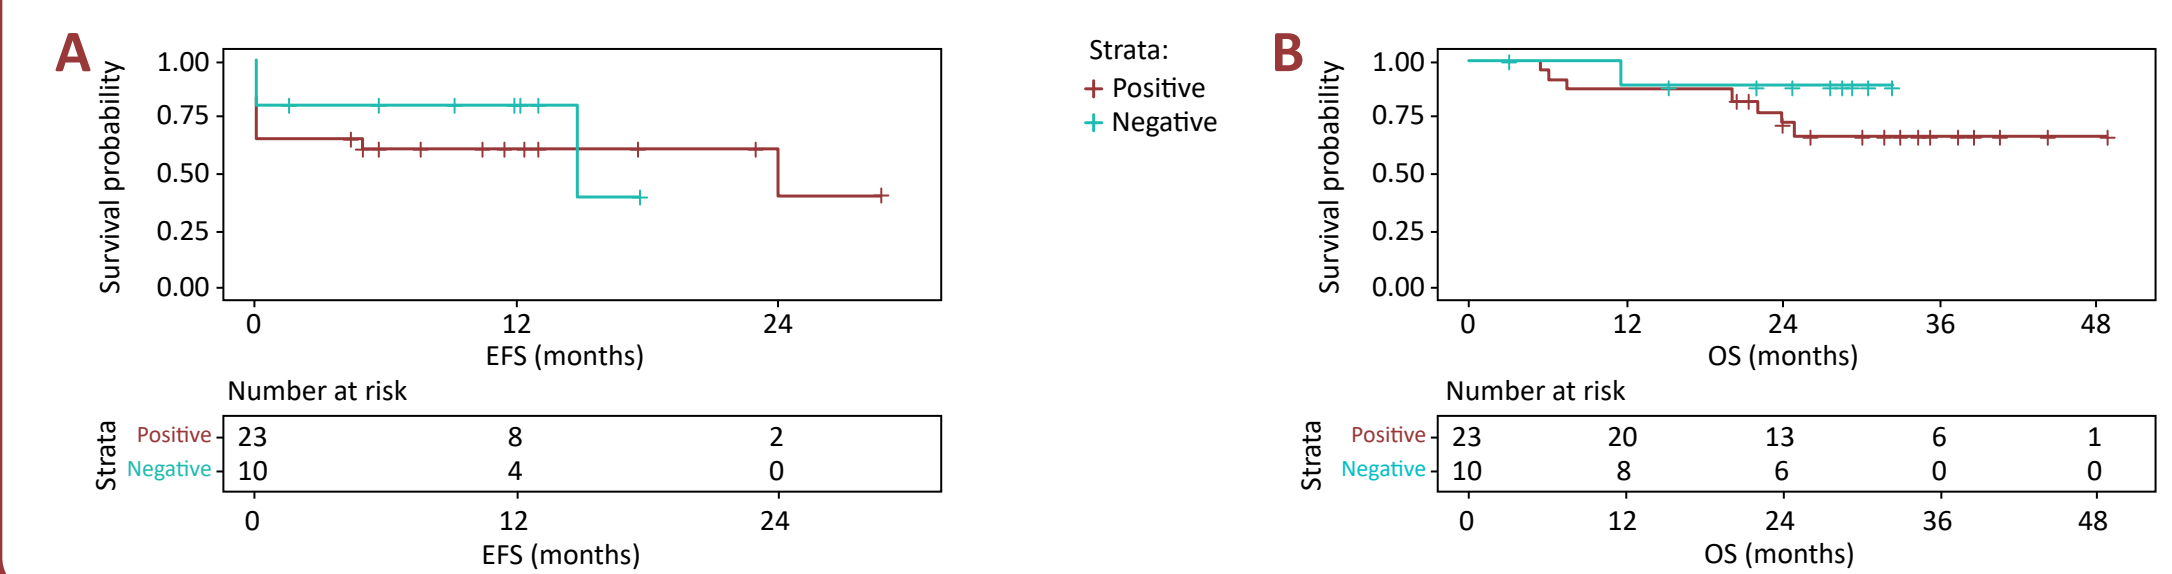 A
Survival probability
1.00
0.75
0.50
0.25
0.00
0 12 24
EFS (months)
Number at risk
Strata
Positive 23 8 2
Negative 10 4 0
0 12 24
EFS (months)
Strata:
Positive
Negative
B
Survival probability
1.00
0.75
0.50
0.25
0.00
0 12 24 36 48
OS (months)
Number at risk
Strata
Positive 23 20 13 6 1
Negative 10 8 6 0 0
0 12 24 36 48
OS (months)